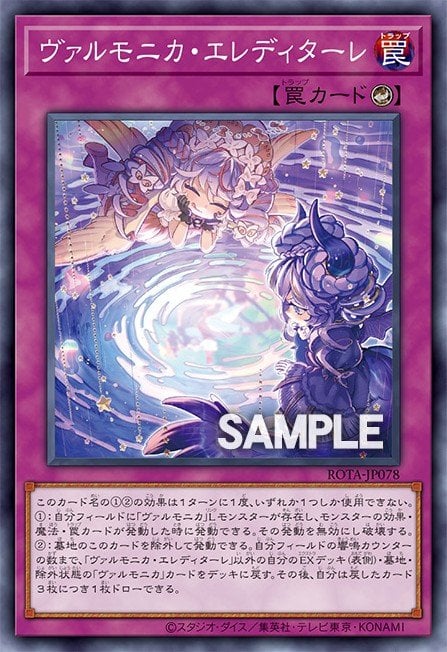 ヴァルモニカ・エレディターレ
トラップ
罠
トラップ
【罠カード】
SAMPLE
ROTA-JP078
このカード名の①②の効果は1ターンに1度、いずれか1つしか使用できない。
①:自分フィールドに「ヴァルモニカ」Lモンスターが存在し、モンスターの効果・
魔法・罠カードが発動した時に発動できる。その発動を無効にし破壊する。
②:墓地のこのカードを除外して発動できる。自分フィールドの響鳴カウンター
の数まで、「ヴァルモニカ・エレディターレ」以外の自分のEXデッキ(表側)・墓地・
除外状態の「ヴァルモニカ」カードをデッキに戻す。その後、自分は戻したカード
3枚につき1枚ドローできる。
©スタジオ・ダイス/集英社・テレビ東京・KONAMI